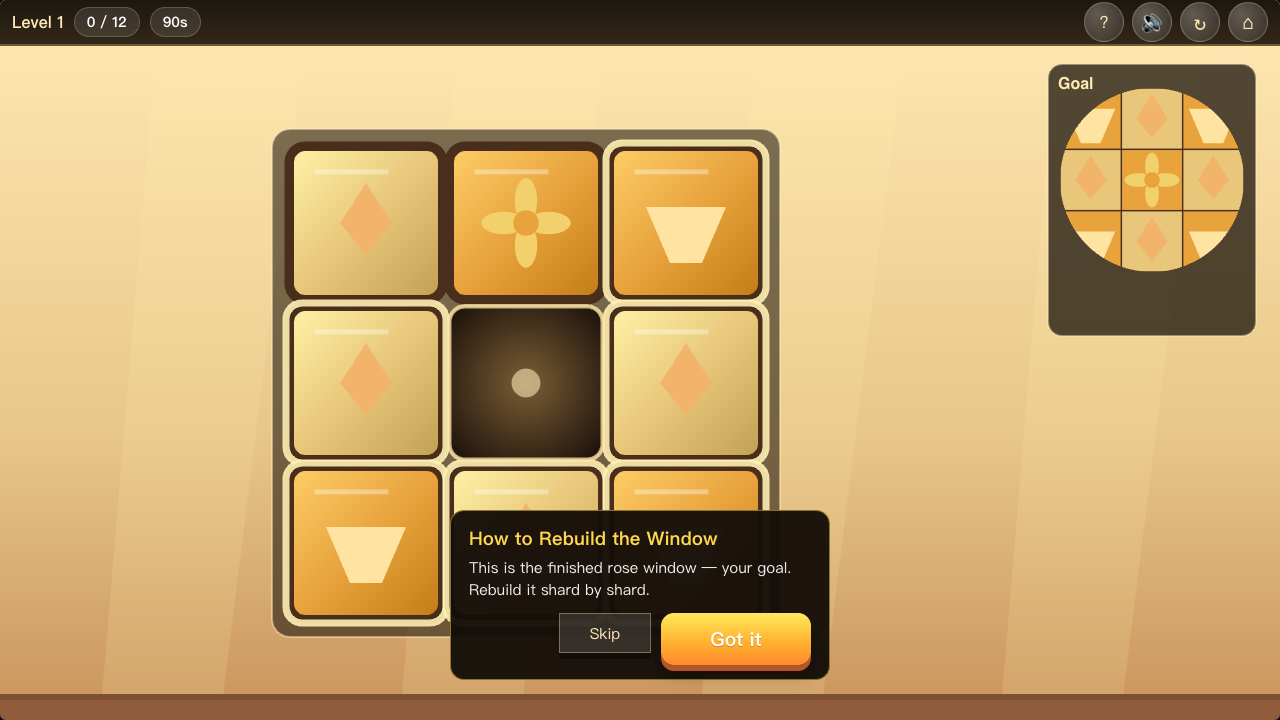 Level 1
0 / 12
90s
?
Goal
How to Rebuild the Window
This is the finished rose window — your goal.
Rebuild it shard by shard.
Skip
Got it